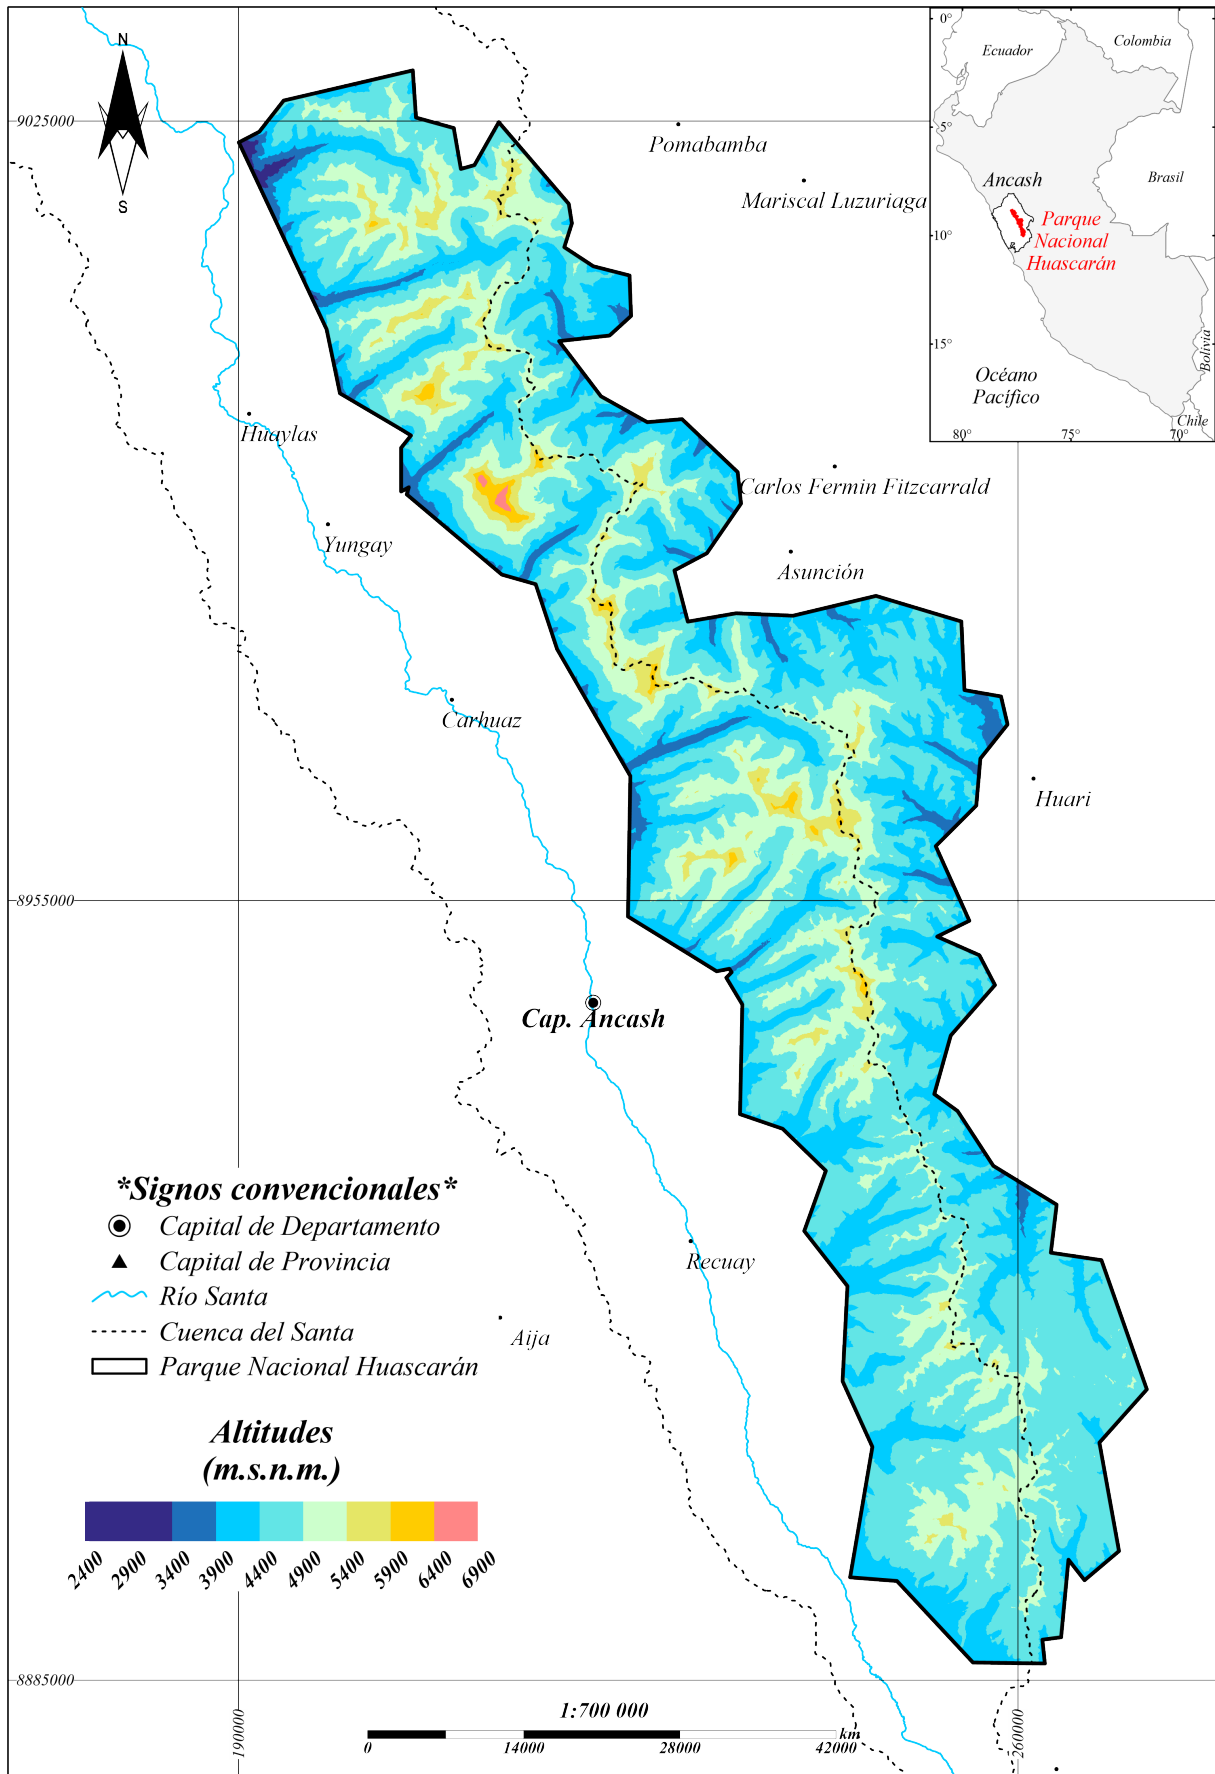 N
S
9025000
8955000
8885000
190000
260000
Pomabamba
Mariscal Luzuriaga
Huaylas
Carlos Fermin Fitzcarrald
Yungay
Asunción
Carhuaz
Huari
Cap. Ancash
Recuay
Aija
0°
5°
10°
15°
80°
75°
70°
Ecuador
Colombia
Brasil
Ancash
Parque
Nacional
Huascarán
Bolivia
Océano
Pacífico
Chile
*Signos convencionales*
Capital de Departamento
Capital de Provincia
Río Santa
Cuenca del Santa
Parque Nacional Huascarán
Altitudes
(m.s.n.m.)
2400 2900 3400 3900 4400 4900 5400 5900 6400 6900
1:700 000
km
0 14000 28000 42000